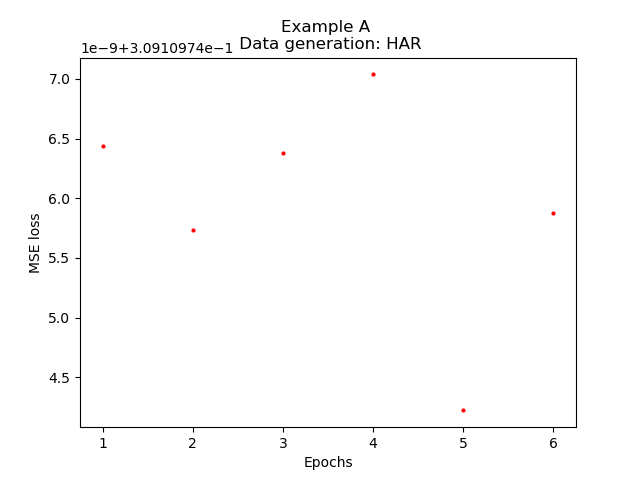 Example A
Data generation: HAR
1e−9+3.0910974e−1
7.0
6.5
6.0
5.5
5.0
4.5
MSE loss
1 2 3 4 5 6
Epochs